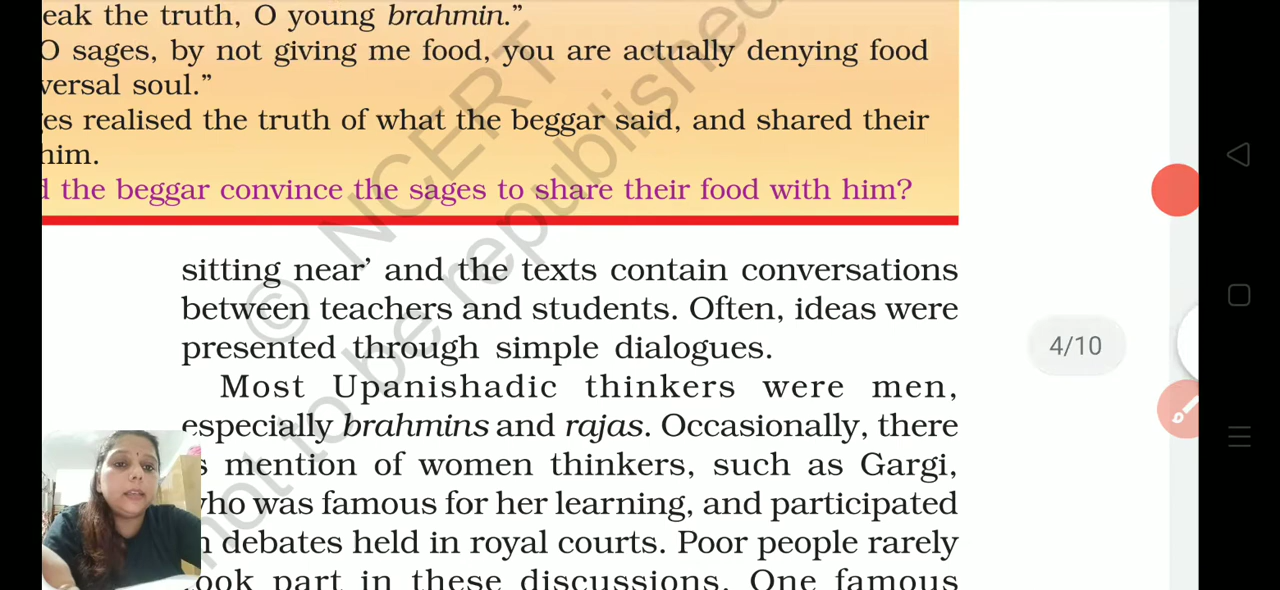 eak the truth, O young brahmin.”
O sages, by not giving me food, you are actually denying food
versal soul.”
es realised the truth of what the beggar said, and shared their
him.
d the beggar convince the sages to share their food with him?
sitting near’ and the texts contain conversations
between teachers and students. Often, ideas were
presented through simple dialogues.
Most Upanishadic thinkers were men,
especially brahmins and rajas. Occasionally, there
s mention of women thinkers, such as Gargi,
who was famous for her learning, and participated
n debates held in royal courts. Poor people rarely
took part in these discussions. One famous
© NCERT
not to be republished
4/10